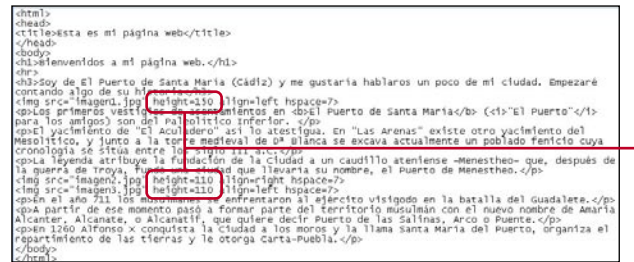 <html>
<head>
<title>Esta es mi página web</title>
</head>
<body>
<h1>Bienvenidos a mi página web.</h1>
<hr>
<h3>Soy de El Puerto de Santa María (Cádiz) y me gustaría hablaros un poco de mi ciudad. Empezaré
contando algo de su historia</h3>
<img src="imagen1.jpg" height=150 align=left hspace=7>
<p>Los primeros vestigios de asentamientos en <b>El Puerto de Santa María</b> (<i>"El Puerto"</i>
para los amigos) son del Paleolítico Inferior. </p>
<p>El yacimiento de "El Aculadero" así lo atestigua. En "Las Arenas" existe otro yacimiento del
Mesolítico, y junto a la torre medieval de Dª Blanca se excava actualmente un poblado fenicio cuya
cronología se sitúa entre los siglo III a.C.</p>
<p>La leyenda atribuye la fundación de la Ciudad a un caudillo ateniense -Menestheo- que, después de
la guerra de Troya, fundó una ciudad que llevaría su nombre, el Puerto de Menestheo.</p>
<img src="imagen2.jpg" height=110 align=right hspace=7>
<img src="imagen3.jpg" height=110 align=left hspace=7>
<p>En el año 711 los musulmanes se enfrentaron al ejército visigodo en la batalla del Guadalete.</p>
<p>A partir de ese momento pasó a formar parte del territorio musulmán con el nuevo nombre de Amaria
Alcanter, Alcanate, o Alcanatif, que quiere decir Puerto de las Salinas, Arco o Puente.</p>
<p>En 1260 Alfonso X conquista la Ciudad a los moros y la llama Santa María del Puerto, organiza el
repartimiento de las tierras y le otorga Carta-Puebla.</p>
</body>
</html>